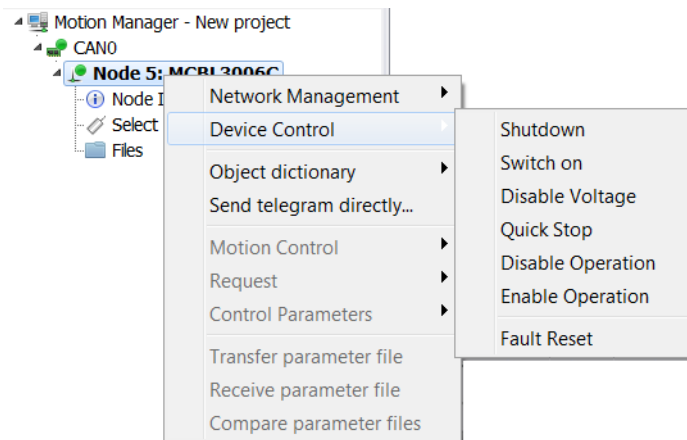 Motion Manager - New project
CAN0
Node 5: MCBL3006C
Node I
Select
Files
Network Management
Device Control
Object dictionary
Send telegram directly...
Motion Control
Request
Control Parameters
Transfer parameter file
Receive parameter file
Compare parameter files
Shutdown
Switch on
Disable Voltage
Quick Stop
Disable Operation
Enable Operation
Fault Reset